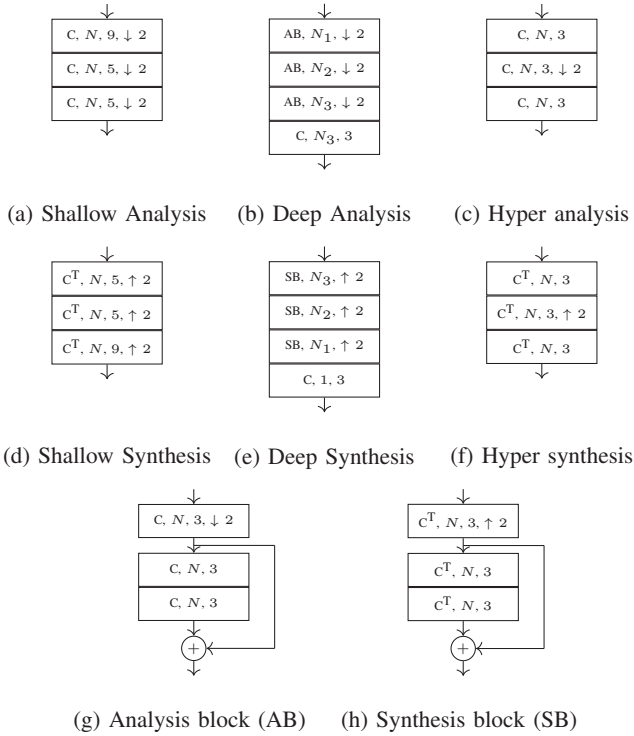 C, N, 9, ↓ 2
C, N, 5, ↓ 2
C, N, 5, ↓ 2
(a) Shallow Analysis
AB, N₁, ↓ 2
AB, N₂, ↓ 2
AB, N₃, ↓ 2
C, N₃, 3
(b) Deep Analysis
C, N, 3
C, N, 3, ↓ 2
C, N, 3
(c) Hyper analysis
Cᵀ, N, 5, ↑ 2
Cᵀ, N, 5, ↑ 2
Cᵀ, N, 9, ↑ 2
(d) Shallow Synthesis
SB, N₃, ↑ 2
SB, N₂, ↑ 2
SB, N₁, ↑ 2
C, 1, 3
(e) Deep Synthesis
Cᵀ, N, 3
Cᵀ, N, 3, ↑ 2
Cᵀ, N, 3
(f) Hyper synthesis
C, N, 3, ↓ 2
C, N, 3
C, N, 3
+
(g) Analysis block (AB)
Cᵀ, N, 3, ↑ 2
Cᵀ, N, 3
Cᵀ, N, 3
+
(h) Synthesis block (SB)